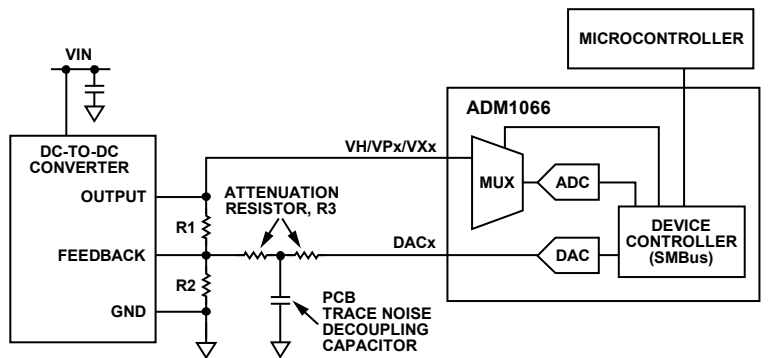 VIN
MICROCONTROLLER
ADM1066
DC-TO-DC
CONVERTER
VH/VPx/VXx
MUX
ADC
OUTPUT
ATTENUATION
RESISTOR, R3
R1
DEVICE
CONTROLLER
(SMBus)
FEEDBACK
DACx
DAC
R2
PCB
TRACE NOISE
DECOUPLING
CAPACITOR
GND